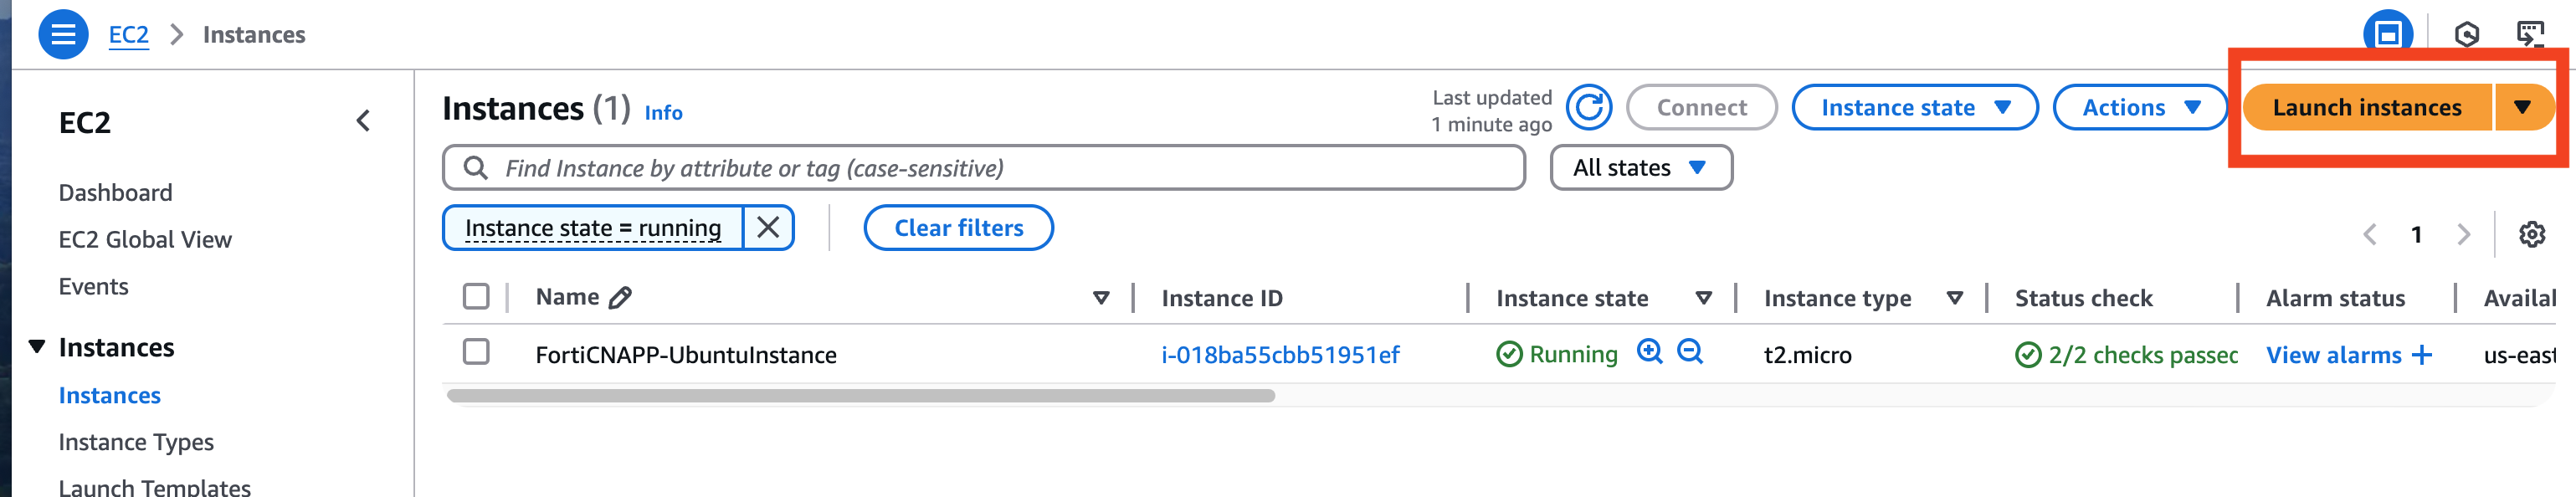 EC2 > Instances
EC2
Dashboard
EC2 Global View
Events
Instances
Instances
Instance Types
Launch Templates
Instances (1) Info
Last updated
1 minute ago
Connect
Instance state
Actions
Launch instances
Find Instance by attribute or tag (case-sensitive)
All states
Instance state = running
Clear filters
1
Name Instance ID Instance state Instance type Status check Alarm status Availal
FortiCNAPP-UbuntuInstance i-018ba55cbb51951ef Running t2.micro 2/2 checks passed View alarms + us-east